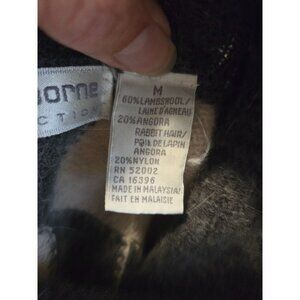 BORNE
CTION
M
60% LAMBSWOOL/
LAINE D'AGNEAU
20% ANGORA
RABBIT HAIR/
POIL DE LAPIN
ANGORA
20% NYLON
RN 52002
CA 16396
MADE IN MALAYSIA/
FAIT EN MALAISIE